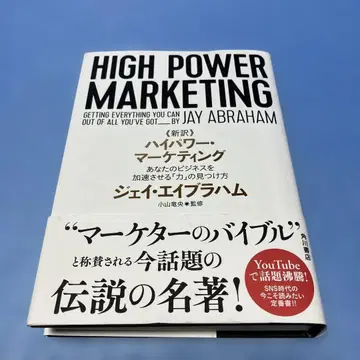 HIGH POWER
MARKETING
GETTING EVERYTHING YOU CAN
OUT OF ALL YOU'VE GOT BY JAY ABRAHAM
《新訳》
ハイパワー・
マーケティング
あなたのビジネスを
加速させる「力」の見つけ方
ジェイ・エイブラハム
小山竜央●監修
“マーケターのバイブル”
と称賛される今話題の
伝説の名著!
角川書店
YouTube
で話題沸騰!
SNS時代の
今こそ読みたい
定番書!!